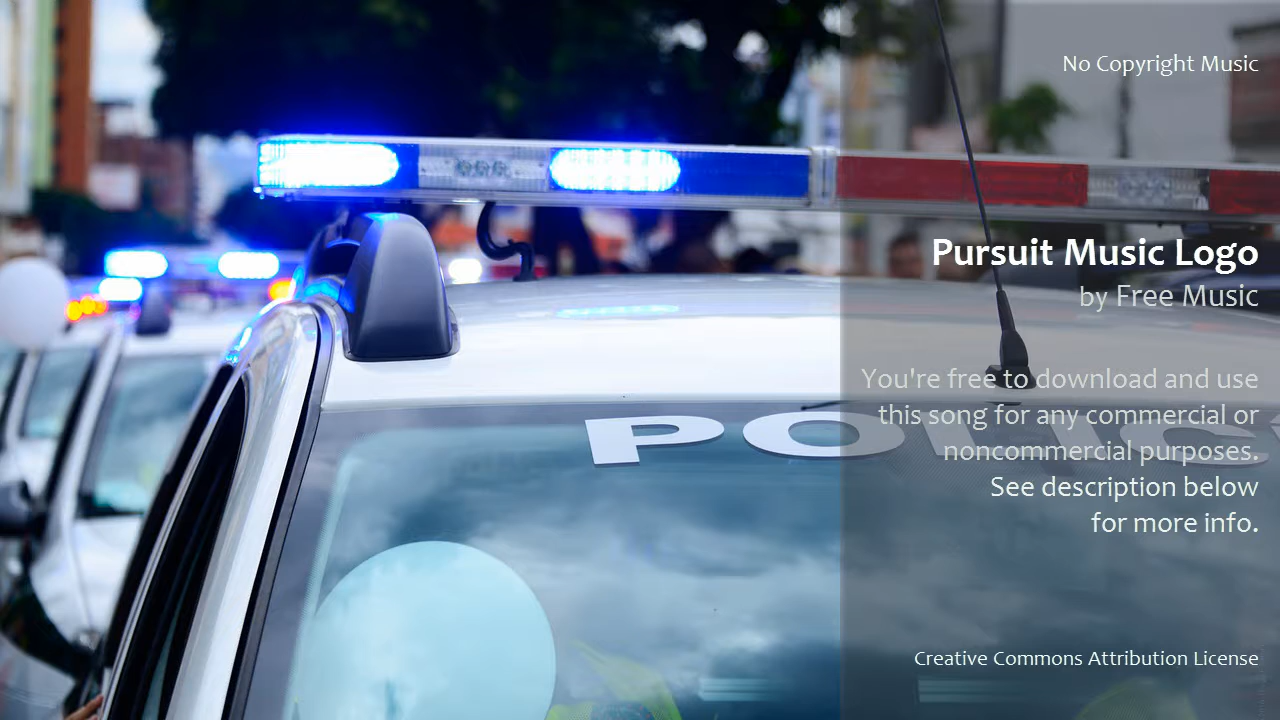 No Copyright Music
Pursuit Music Logo
by Free Music
You're free to download and use
this song for any commercial or
noncommercial purposes.
See description below
for more info.
POLIC
Creative Commons Attribution License